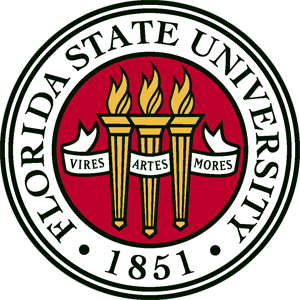 FLORIDA STATE UNIVERSITY
VIRES ARTES MORES
• 1851 •